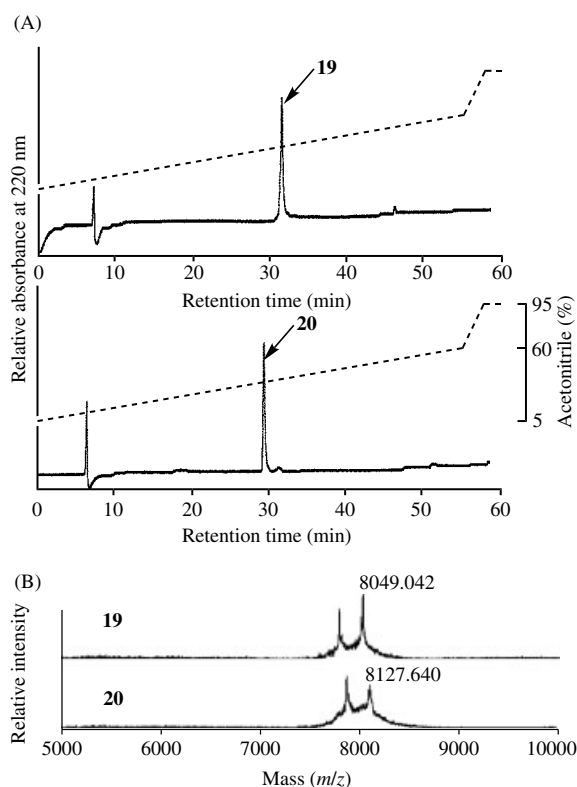 (A)
Relative absorbance at 220 nm
19
0 10 20 30 40 50 60
Retention time (min)
20
95
60
5
Acetonitrile (%)
0 10 20 30 40 50 60
Retention time (min)
(B)
Relative intensity
8049.042
19
8127.640
20
5000 6000 7000 8000 9000 10000
Mass (m/z)